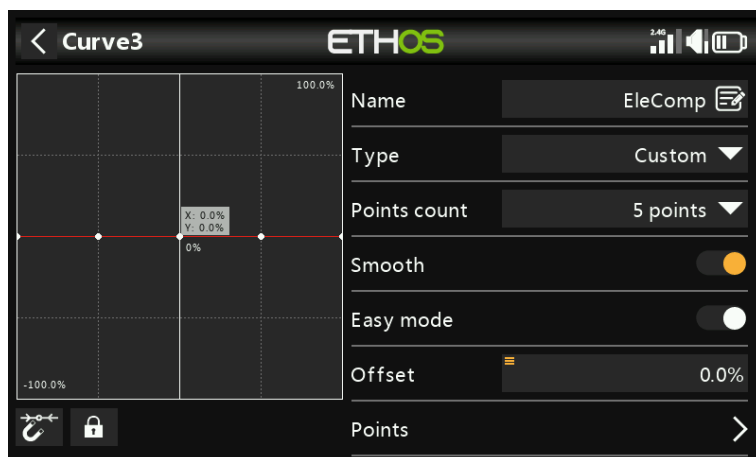 Curve3
ETHOS
2.4G
100.0%
Name
EleComp
Type
Custom
Points count
5 points
X: 0.0%
Y: 0.0%
0%
Smooth
Easy mode
Offset
0.0%
-100.0%
Points